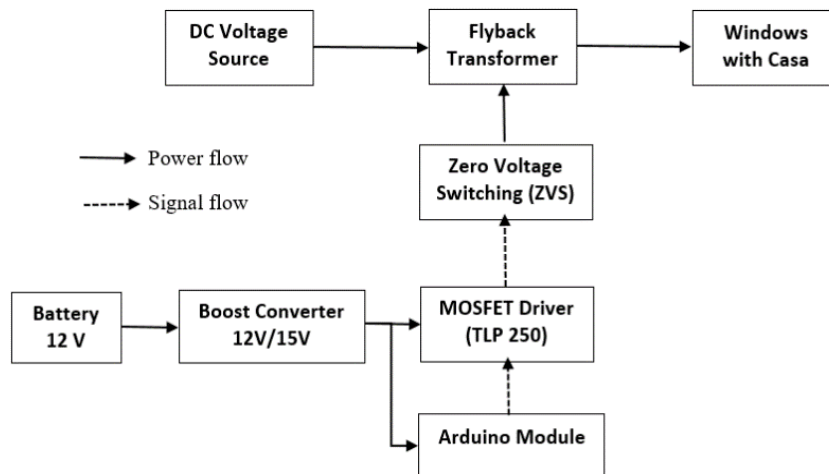 DC Voltage
Source
Flyback
Transformer
Windows
with Casa
Power flow
Signal flow
Zero Voltage
Switching (ZVS)
Battery
12 V
Boost Converter
12V/15V
MOSFET Driver
(TLP 250)
Arduino Module